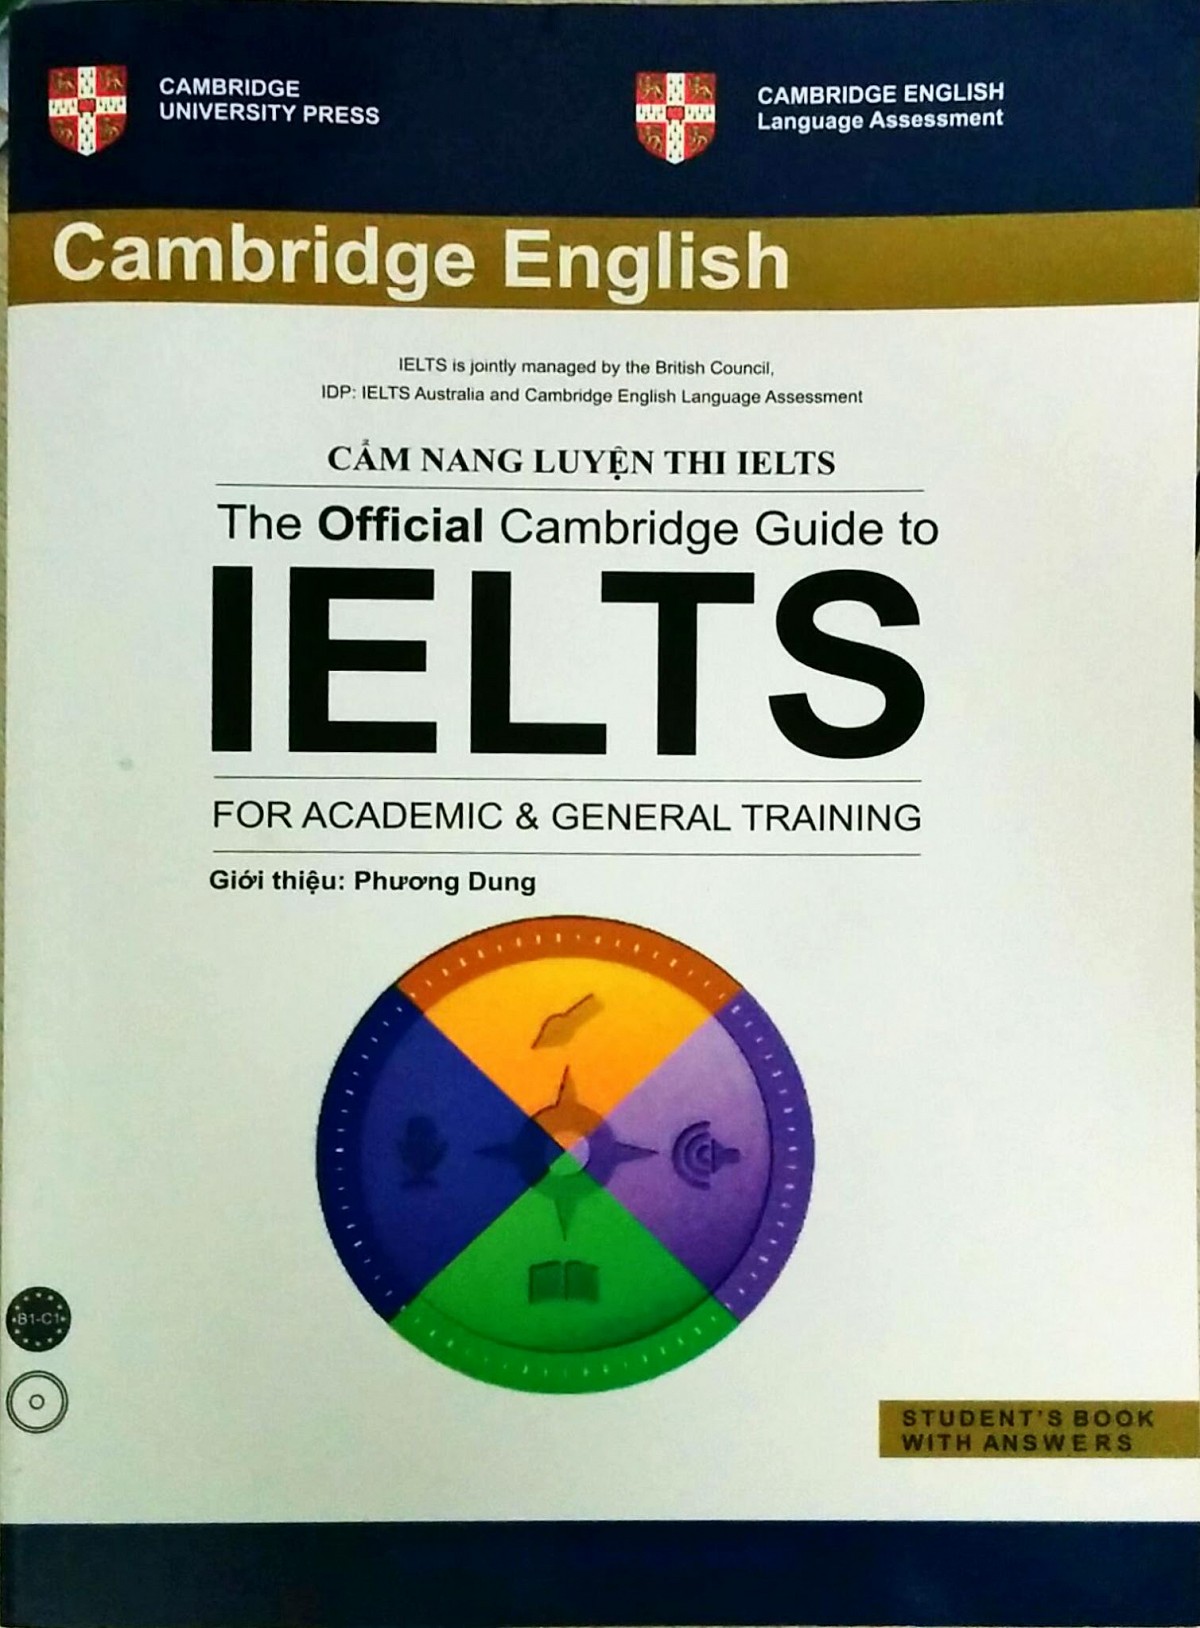 CAMBRIDGE
UNIVERSITY PRESS
CAMBRIDGE ENGLISH
Language Assessment
Cambridge English
IELTS is jointly managed by the British Council,
IDP: IELTS Australia and Cambridge English Language Assessment
CẨM NANG LUYỆN THI IELTS
The Official Cambridge Guide to
IELTS
FOR ACADEMIC & GENERAL TRAINING
Giới thiệu: Phương Dung
B1-C1
STUDENT'S BOOK
WITH ANSWERS